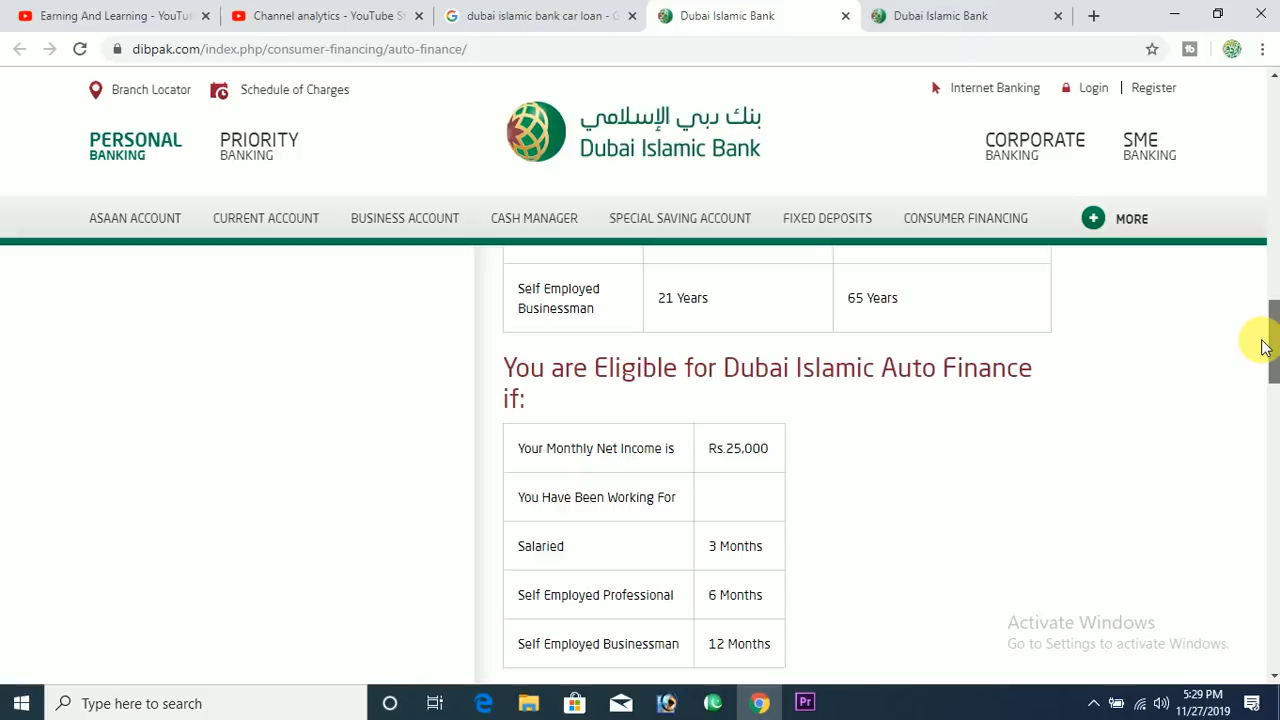 Earning And Learning - YouTu
Channel analytics - YouTube St
dubai islamic bank car loan - G
Dubai Islamic Bank
Dubai Islamic Bank
dibpak.com/index.php/consumer-financing/auto-finance/
Branch Locator
Schedule of Charges
Internet Banking
Login
Register
PERSONAL
BANKING
PRIORITY
BANKING
بنك دبي الإسلامي
Dubai Islamic Bank
CORPORATE
BANKING
SME
BANKING
ASAAN ACCOUNT
CURRENT ACCOUNT
BUSINESS ACCOUNT
CASH MANAGER
SPECIAL SAVING ACCOUNT
FIXED DEPOSITS
CONSUMER FINANCING
MORE
Self Employed
Businessman
21 Years
65 Years
You are Eligible for Dubai Islamic Auto Finance
if:
Your Monthly Net Income is
Rs.25,000
You Have Been Working For
Salaried
3 Months
Self Employed Professional
6 Months
Self Employed Businessman
12 Months
Activate Windows
Go to Settings to activate Windows.
Type here to search
Pr
5:29 PM
11/27/2019